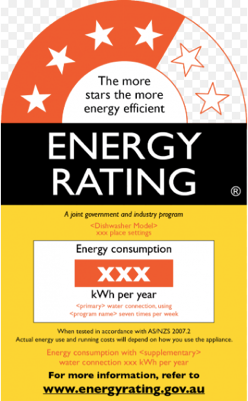 The more
stars the more
energy efficient
ENERGY
RATING®
A joint government and industry program
<Dishwasher Model>
xxx place settings
Energy consumption
xxx
kWh per year
<primary> water connection, using
<program name> seven times per week
When tested in accordance with AS/NZS 2007.2
Actual energy use and running costs will depend on how you use the appliance.
Energy consumption with <supplementary>
water connection xxx kWh per year
For more information, refer to
www.energyrating.gov.au